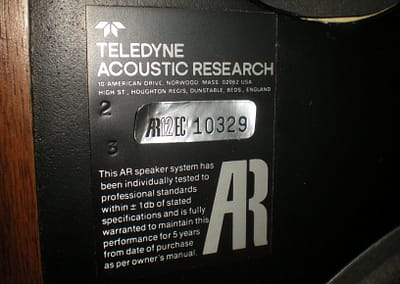 TELEDYNE
ACOUSTIC RESEARCH
10 AMERICAN DRIVE, NORWOOD, MASS. 02062 USA
HIGH ST., HOUGHTON REGIS, DUNSTABLE, BEDS., ENGLAND
2
AR12EC 10329
3
This AR speaker system has
been individually tested to
professional standards
within ± 1db of stated
specifications and is fully
warranted to maintain this
performance for 5 years
from date of purchase
as per owner's manual.
AR